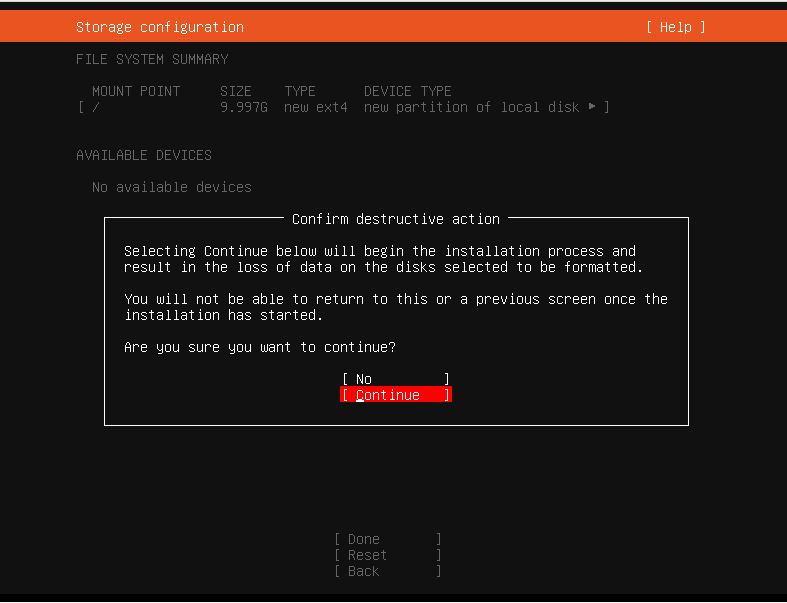 Storage configuration [ Help ]
FILE SYSTEM SUMMARY
MOUNT POINT SIZE TYPE DEVICE TYPE
[ / 9.997G new ext4 new partition of local disk ▸ ]
AVAILABLE DEVICES
No available devices
Confirm destructive action
Selecting Continue below will begin the installation process and
result in the loss of data on the disks selected to be formatted.
You will not be able to return to this or a previous screen once the
installation has started.
Are you sure you want to continue?
[ No ]
[ Continue ]
[ Done ]
[ Reset ]
[ Back ]